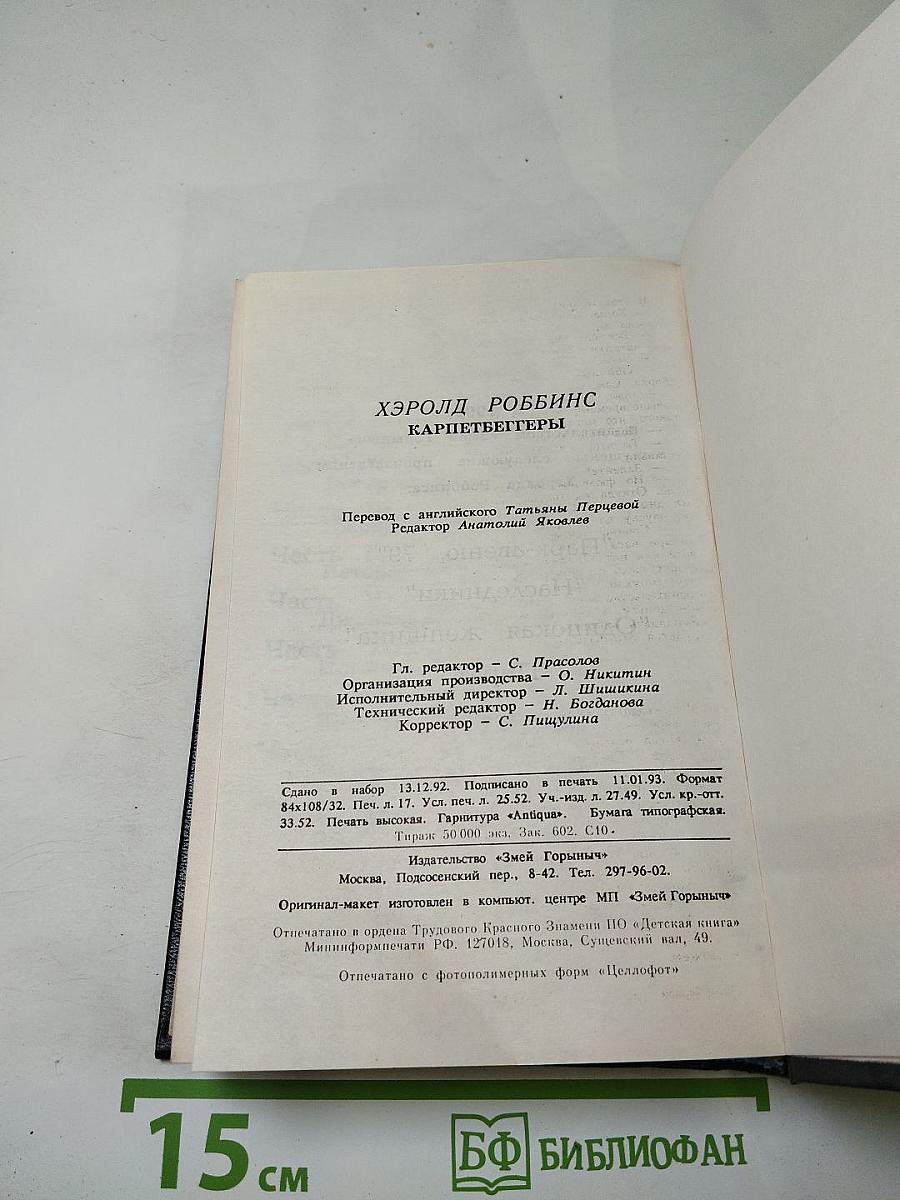 ХЭРОЛД РОББИНС
КАРПЕТБЕГГЕРЫ
Перевод с английского Татьяны Перцевой
Редактор Анатолий Яковлев
Гл. редактор – С. Прасолов
Организация производства – О. Никитин
Исполнительный директор – Л. Шишикина
Технический редактор – Н. Богданова
Корректор – С. Пищулина
Сдано в набор 13.12.92. Подписано в печать 11.01.93. Формат
84х108/32. Печ. л. 17. Усл. печ. л. 25.52. Уч.-изд. л. 27.49. Усл. кр.-отт.
33.52. Печать высокая. Гарнитура «Antiqua». Бумага типографская.
Тираж 50 000 экз. Зак. 602. С10.
Издательство «Змей Горыныч»
Москва, Подсосенский пер., 8-42. Тел. 297-96-02.
Оригинал-макет изготовлен в компьют. центре МП «Змей Горыныч»
Отпечатано в ордена Трудового Красного Знамени ПО «Детская книга»
Мининформпечати РФ. 127018, Москва, Сущевский вал, 49.
Отпечатано с фотополимерных форм «Целлофот»
15 см
БФ БИБЛИОФАН